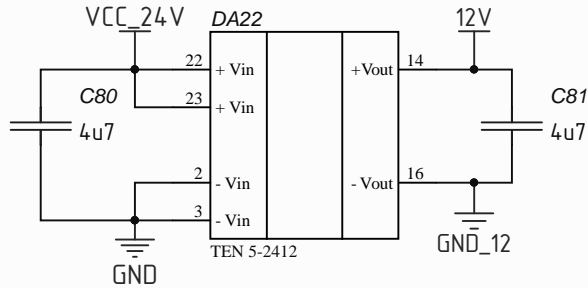 VCC_24V
DA22
12V
22
+ Vin
+Vout
14
C80
4u7
23
+ Vin
C81
4u7
2
- Vin
- Vout
16
3
- Vin
GND
TEN 5-2412
GND_12